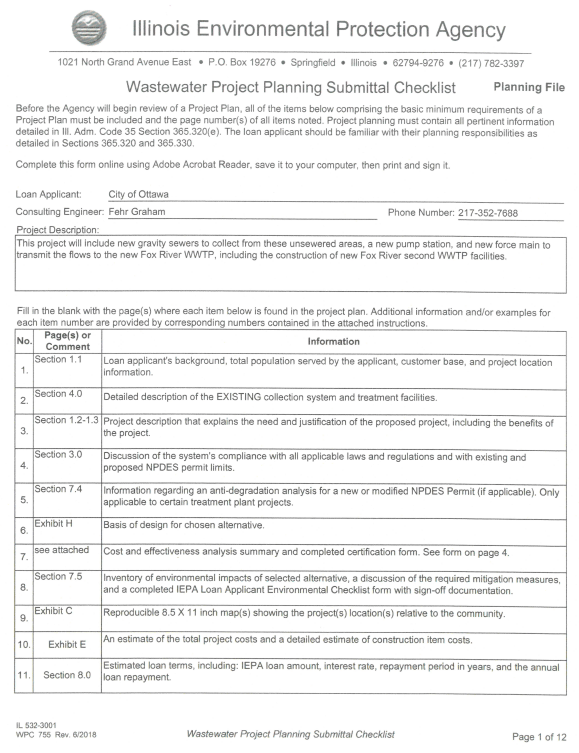 Illinois Environmental Protection Agency
1021 North Grand Avenue East • P.O. Box 19276 • Springfield • Illinois • 62794-9276 • (217) 782-3397
Wastewater Project Planning Submittal Checklist Planning File
Before the Agency will begin review of a Project Plan, all of the items below comprising the basic minimum requirements of a
Project Plan must be included and the page number(s) of all items noted. Project planning must contain all pertinent information
detailed in Ill. Adm. Code 35 Section 365.320(e). The loan applicant should be familiar with their planning responsibilities as
detailed in Sections 365.320 and 365.330.
Complete this form online using Adobe Acrobat Reader, save it to your computer, then print and sign it.
Loan Applicant: City of Ottawa
Consulting Engineer: Fehr Graham Phone Number: 217-352-7688
Project Description:
This project will include new gravity sewers to collect from these unsewered areas, a new pump station, and new force main to
transmit the flows to the new Fox River WWTP, including the construction of new Fox River second WWTP facilities.
Fill in the blank with the page(s) where each item below is found in the project plan. Additional information and/or examples for
each item number are provided by corresponding numbers contained in the attached instructions.
No. Page(s) or Comment Information
1. Section 1.1 Loan applicant's background, total population served by the applicant, customer base, and project location
information.
2. Section 4.0 Detailed description of the EXISTING collection system and treatment facilities.
3. Section 1.2-1.3 Project description that explains the need and justification of the proposed project, including the benefits of
the project.
4. Section 3.0 Discussion of the system's compliance with all applicable laws and regulations and with existing and
proposed NPDES permit limits.
5. Section 7.4 Information regarding an anti-degradation analysis for a new or modified NPDES Permit (if applicable). Only
applicable to certain treatment plant projects.
6. Exhibit H Basis of design for chosen alternative.
7. see attached Cost and effectiveness analysis summary and completed certification form. See form on page 4.
8. Section 7.5 Inventory of environmental impacts of selected alternative, a discussion of the required mitigation measures,
and a completed IEPA Loan Applicant Environmental Checklist form with sign-off documentation.
9. Exhibit C Reproducible 8.5 X 11 inch map(s) showing the project(s) location(s) relative to the community.
10. Exhibit E An estimate of the total project costs and a detailed estimate of construction item costs.
11. Section 8.0 Estimated loan terms, including: IEPA loan amount, interest rate, repayment period in years, and the annual
loan repayment.
IL 532-3001
WPC 755 Rev. 6/2018 Wastewater Project Planning Submittal Checklist Page 1 of 12